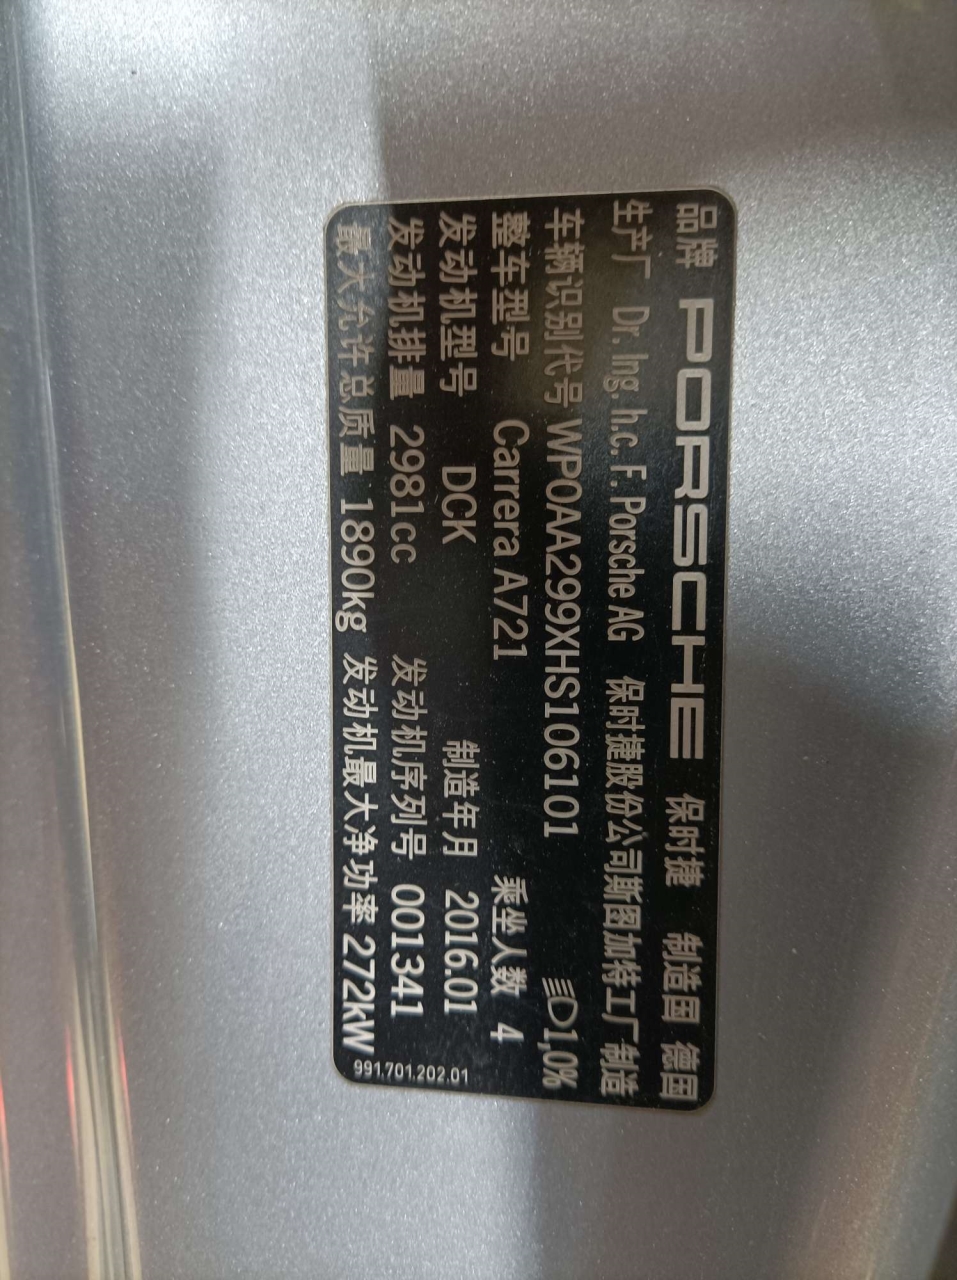 品牌 PORSCHE 保时捷 制造国 德国
生产厂 Dr. Ing. h.c. F. Porsche AG 保时捷股份公司斯图加特工厂制造
车辆识别代号 WP0AA299XHS106101 1,0%
整车型号 Carrera A721 乘坐人数 4
发动机型号 DCK 制造年月 2016.01
发动机排量 2981cc 发动机序列号 001341
最大允许总质量 1890kg 发动机最大净功率 272kW
991.701.202.01